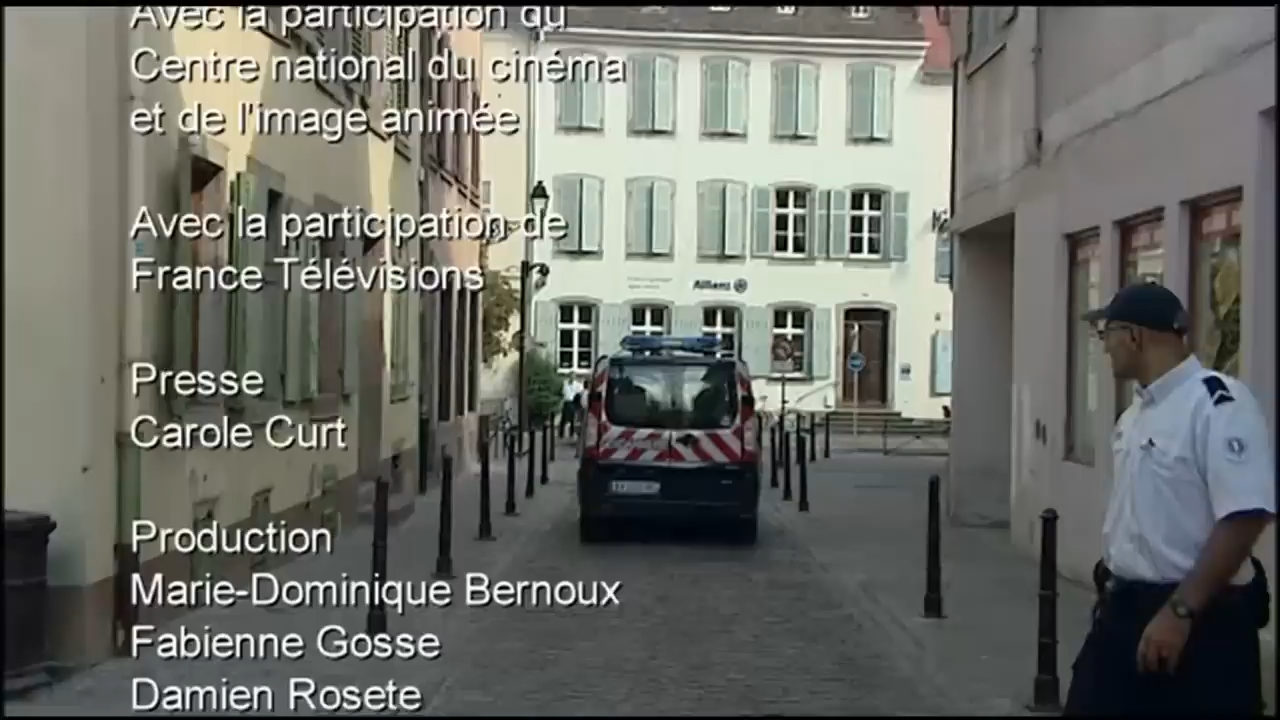 Avec la participation du
Centre national du cinéma
et de l'image animée
Avec la participation de
France Télévisions
Allianz
Presse
Carole Curt
Production
Marie-Dominique Bernoux
Fabienne Gosse
Damien Rosete